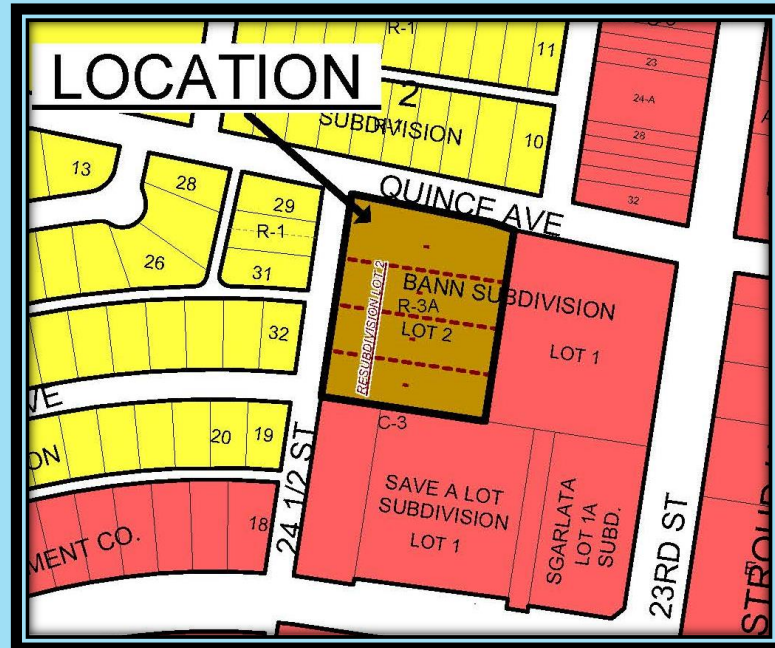 R-1
11
23
LOCATION
24-A
2
SUBDIVISION
R-1
10
28
13
28
QUINCE AVE
32
29
R-1
26
31
BANN SUBDIVISION
R-3A
LOT 2
RESUBDIVISION LOT 2
LOT 1
32
VE
C-3
20
19
ON
24 1/2 ST
SAVE A LOT
SUBDIVISION
LOT 1
SGARLATA
LOT 1A
SUBD.
18
MENT CO.
23RD ST
STROUD